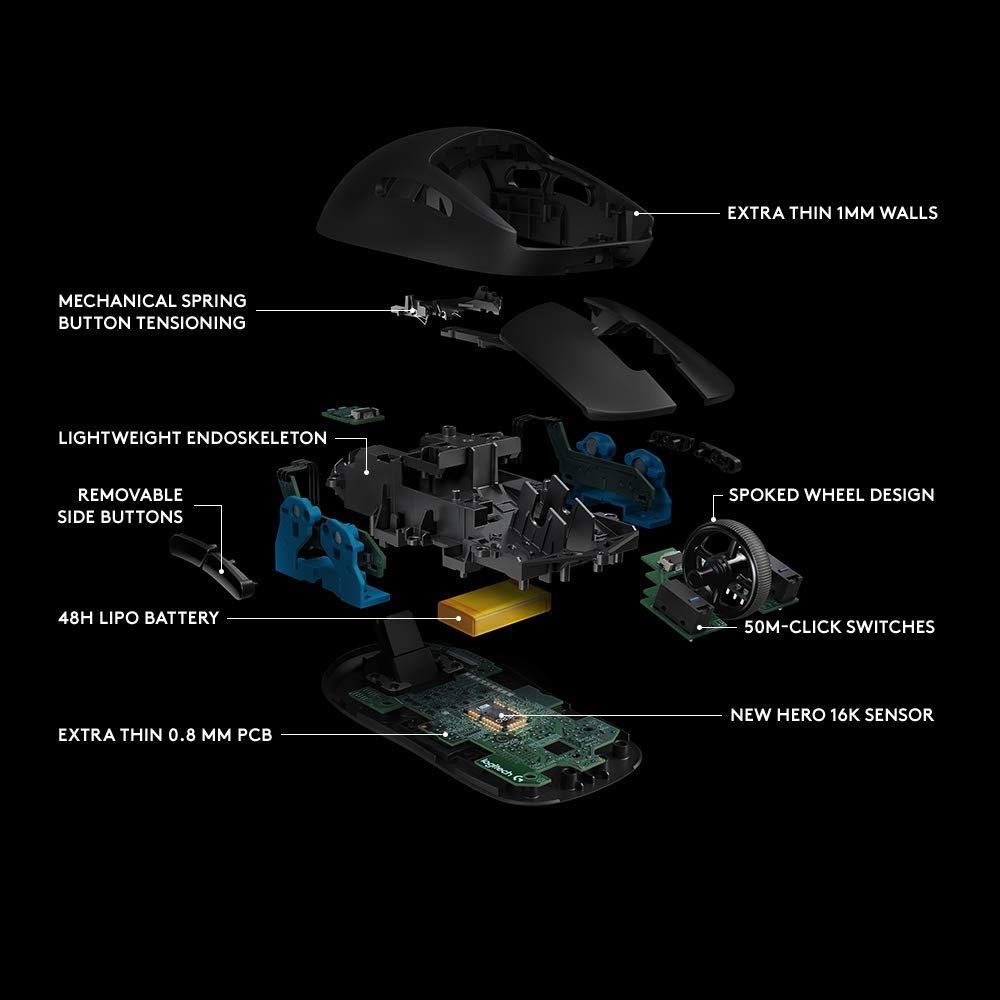 EXTRA THIN 1MM WALLS
MECHANICAL SPRING
BUTTON TENSIONING
LIGHTWEIGHT ENDOSKELETON
REMOVABLE
SIDE BUTTONS
SPOKED WHEEL DESIGN
48H LIPO BATTERY
50M-CLICK SWITCHES
NEW HERO 16K SENSOR
EXTRA THIN 0.8 MM PCB
logitech G